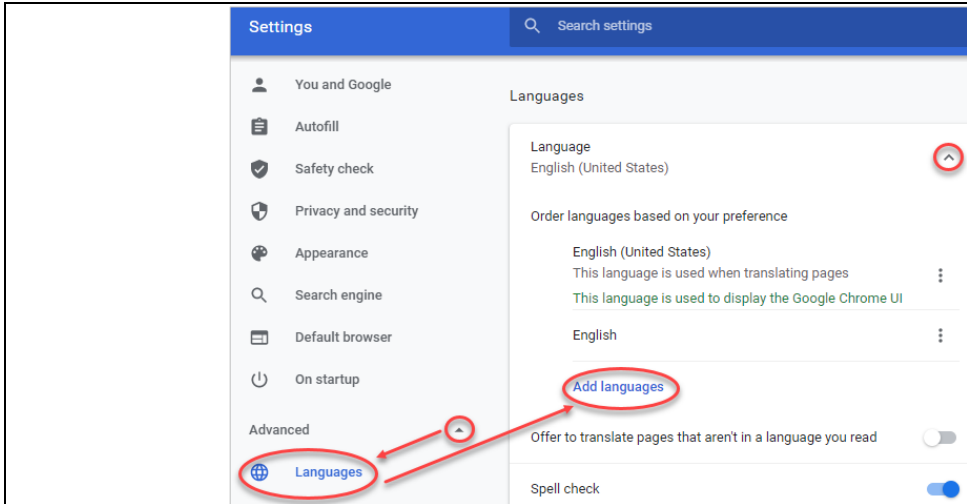 Settings
Search settings
You and Google
Autofill
Safety check
Privacy and security
Appearance
Search engine
Default browser
On startup
Advanced
Languages
Languages
Language
English (United States)
Order languages based on your preference
English (United States)
This language is used when translating pages
This language is used to display the Google Chrome UI
English
Add languages
Offer to translate pages that aren't in a language you read
Spell check